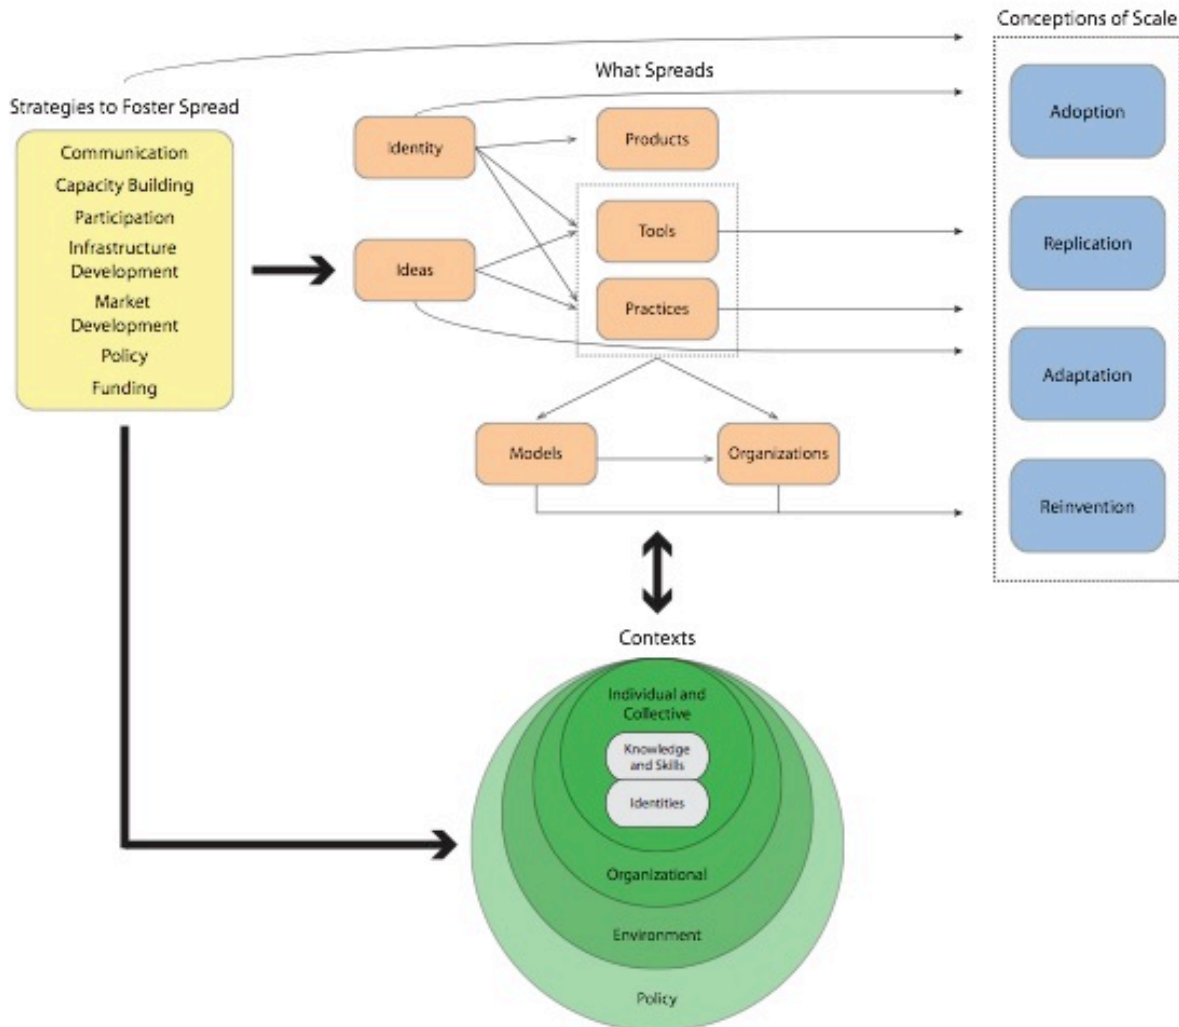 Conceptions of Scale
What Spreads
Strategies to Foster Spread
Communication
Capacity Building
Participation
Infrastructure
Development
Market
Development
Policy
Funding
Identity
Products
Ideas
Tools
Practices
Models
Organizations
Adoption
Replication
Adaptation
Reinvention
Contexts
Individual and
Collective
Knowledge
and Skills
Identities
Organizational
Environment
Policy